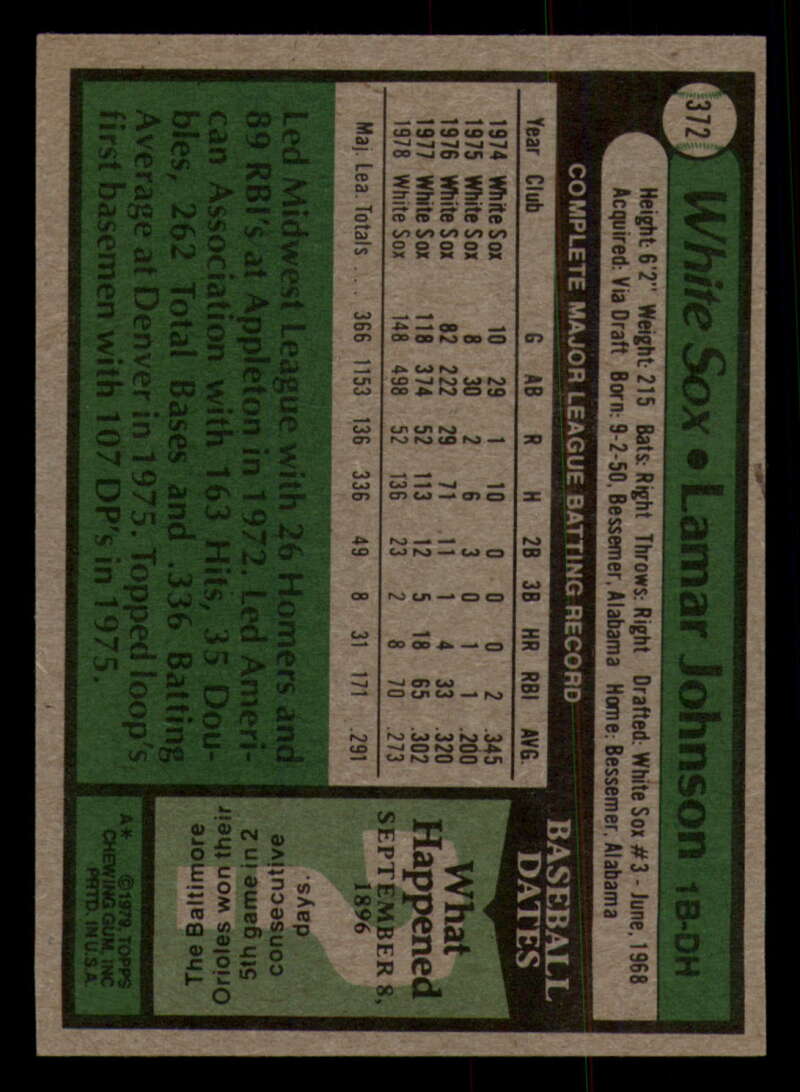 372
White Sox • Lamar Johnson 1B-DH
Height: 6'2" Weight: 215 Bats: Right Throws: Right Drafted: White Sox #3 - June, 1968
Acquired: Via Draft Born: 9-2-50, Bessemer, Alabama Home: Bessemer, Alabama
COMPLETE MAJOR LEAGUE BATTING RECORD
Year Club G AB R H 2B 3B HR RBI AVG.
1974 White Sox 10 29 1 10 0 0 0 2 .345
1975 White Sox 8 30 2 6 3 0 1 1 .200
1976 White Sox 82 222 29 71 11 1 4 33 .320
1977 White Sox 118 374 52 113 12 5 18 65 .302
1978 White Sox 148 498 52 136 23 2 8 70 .273
Maj. Lea. Totals ... 366 1153 136 336 49 8 31 171 .291
Led Midwest League with 26 Homers and
89 RBI's at Appleton in 1972. Led Ameri-
can Association with 163 Hits, 35 Dou-
bles, 262 Total Bases and .336 Batting
Average at Denver in 1975. Topped loop's
first basemen with 107 DP's in 1975.
BASEBALL
DATES
What
Happened
SEPTEMBER 8,
1896
?
The Baltimore
Orioles won their
5th game in 2
consecutive
days.
A* ©1979, TOPPS
CHEWING GUM, INC
PRTD. IN U.S.A.